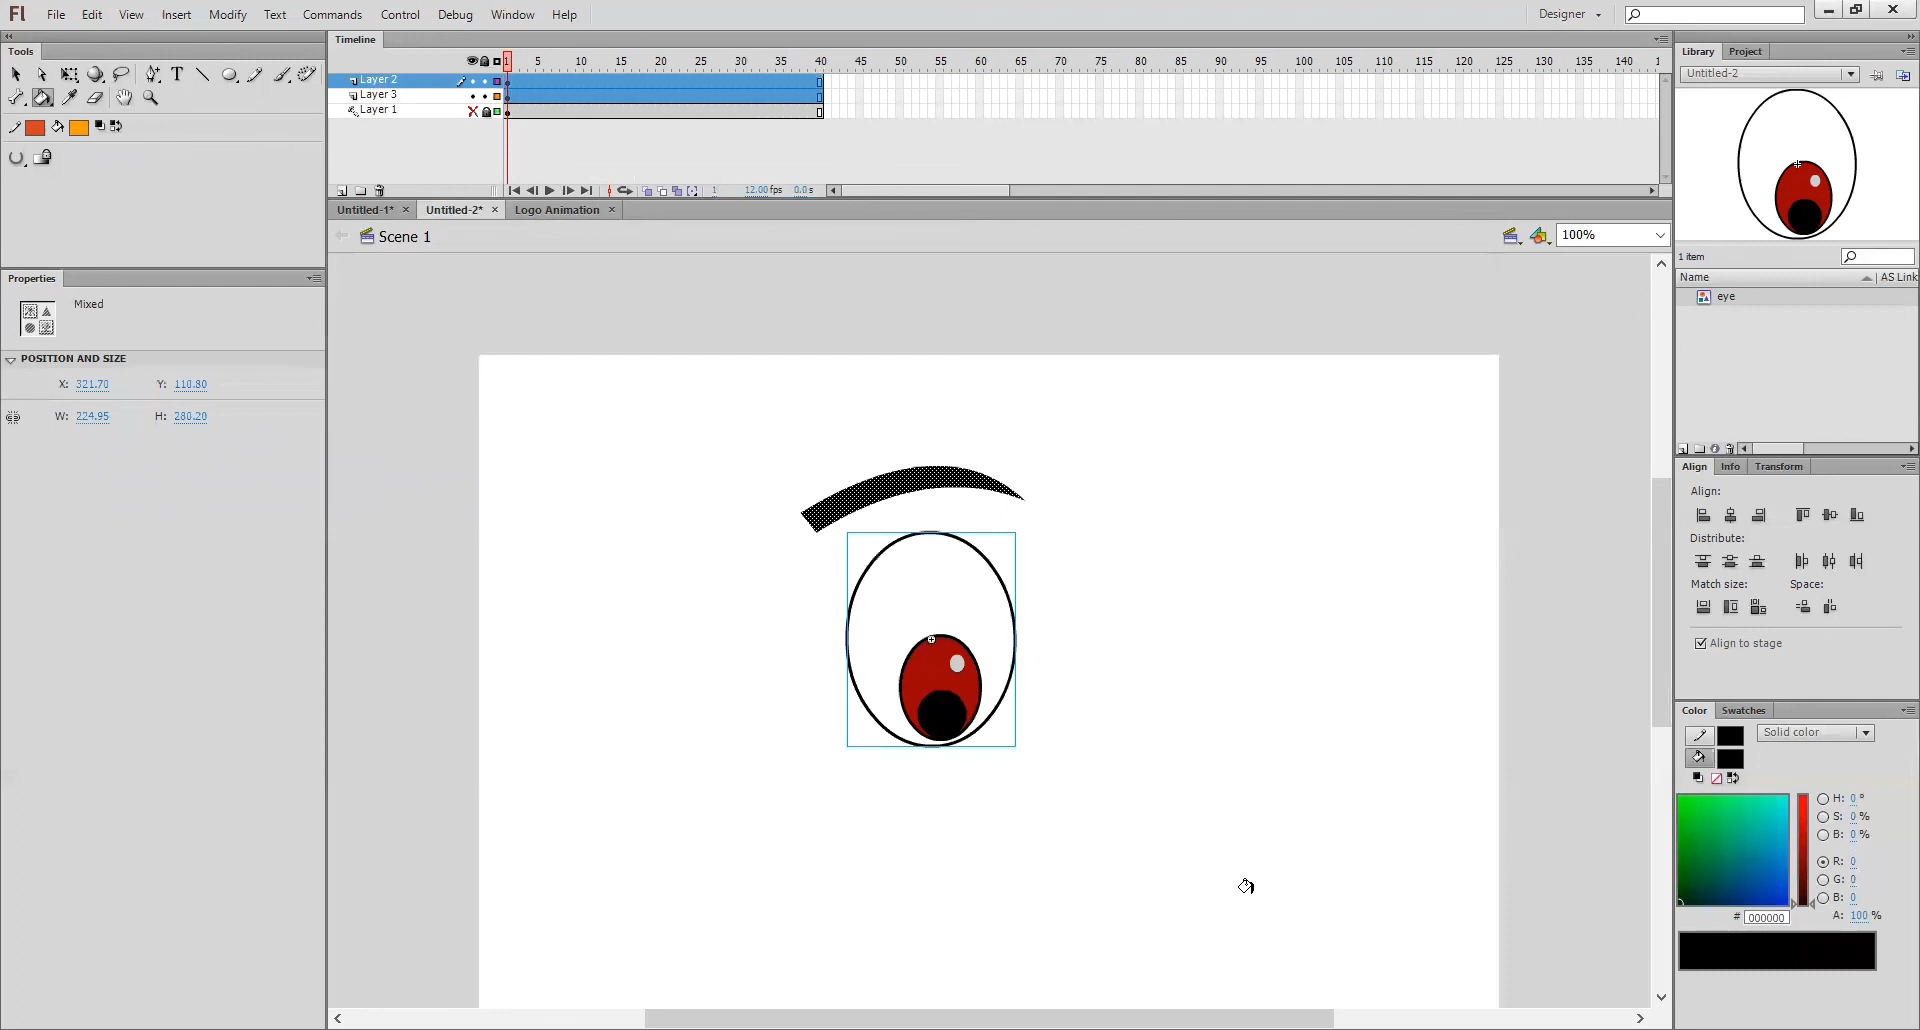 Fl File Edit View Insert Modify Text Commands Control Debug Window Help Designer
Tools
Timeline
Library Project
1 5 10 15 20 25 30 35 40 45 50 55 60 65 70 75 80 85 90 95 100 105 110 115 120 125 130 135 140 1
Untitled-2
Layer 2
Layer 3
Layer 1
1 12.00 fps 0.0 s
Untitled-1* Untitled-2* Logo Animation
Scene 1
100%
1 item
Name AS Link
eye
Properties
Mixed
POSITION AND SIZE
X: 321.70 Y: 110.80
W: 224.95 H: 280.20
Align Info Transform
Align:
Distribute:
Match size: Space:
Align to stage
Color Swatches
Solid color
H: 0 °
S: 0 %
B: 0 %
R: 0
G: 0
B: 0
# 000000 A: 100 %